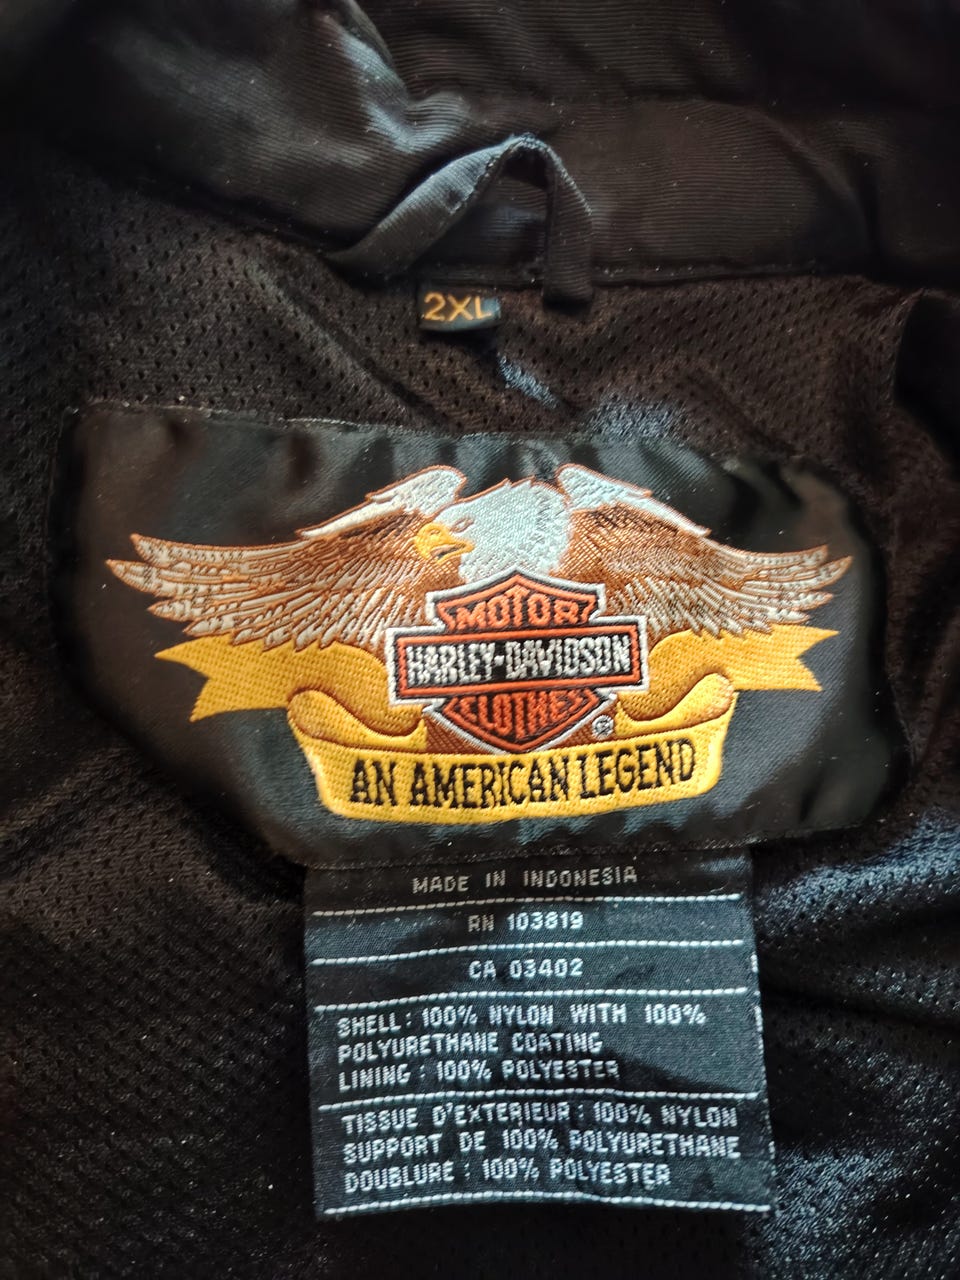 2XL
MOTOR
HARLEY-DAVIDSON
CLOTHES
®
AN AMERICAN LEGEND
MADE IN INDONESIA
RN 103819
CA 03402
SHELL : 100% NYLON WITH 100%
POLYURETHANE COATING
LINING : 100% POLYESTER
TISSUE D'EXTERIEUR : 100% NYLON
SUPPORT DE 100% POLYURETHANE
DOUBLURE : 100% POLYESTER